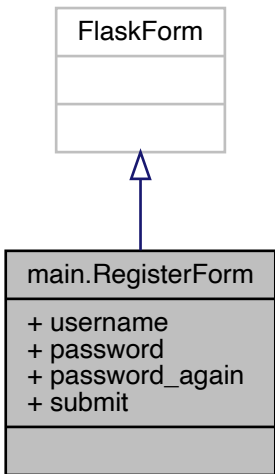 FlaskForm
main.RegisterForm
+ username
+ password
+ password_again
+ submit